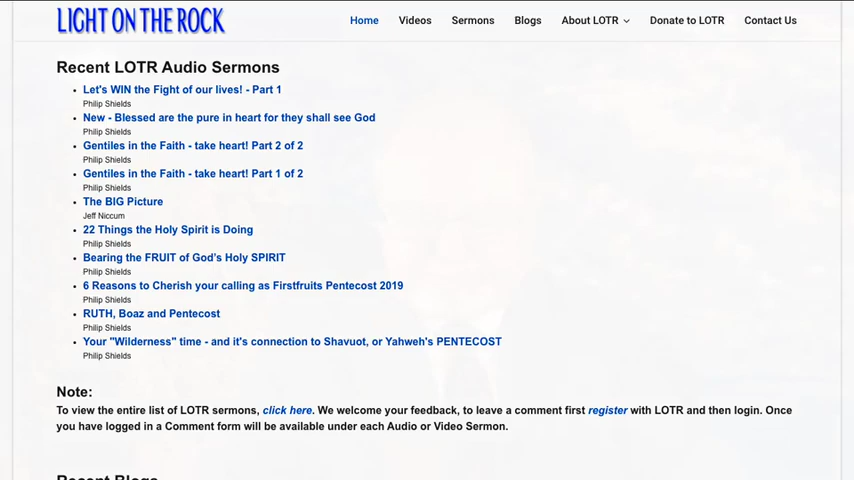 LIGHT ON THE ROCK
Home Videos Sermons Blogs About LOTR Donate to LOTR Contact Us
Recent LOTR Audio Sermons
Let's WIN the Fight of our lives! - Part 1
Philip Shields
New - Blessed are the pure in heart for they shall see God
Philip Shields
Gentiles in the Faith - take heart! Part 2 of 2
Philip Shields
Gentiles in the Faith - take heart! Part 1 of 2
Philip Shields
The BIG Picture
Jeff Niccum
22 Things the Holy Spirit is Doing
Philip Shields
Bearing the FRUIT of God's Holy SPIRIT
Philip Shields
6 Reasons to Cherish your calling as Firstfruits Pentecost 2019
Philip Shields
RUTH, Boaz and Pentecost
Philip Shields
Your "Wilderness" time - and it's connection to Shavuot, or Yahweh's PENTECOST
Philip Shields
Note:
To view the entire list of LOTR sermons, click here. We welcome your feedback, to leave a comment first register with LOTR and then login. Once
you have logged in a Comment form will be available under each Audio or Video Sermon.
Recent Blogs